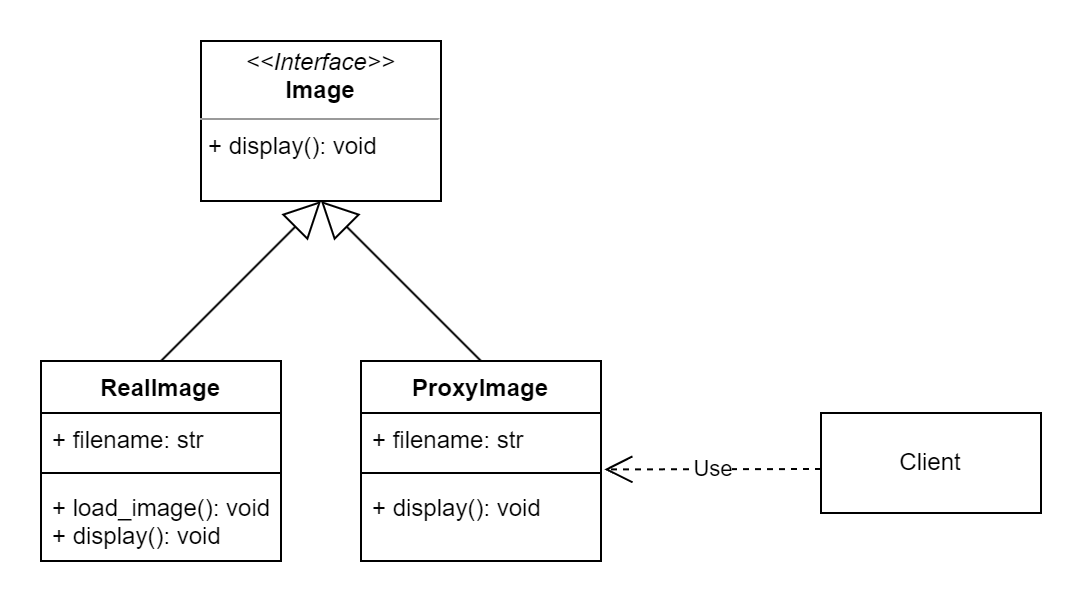 <<Interface>>
Image
+ display(): void
RealImage
+ filename: str
+ load_image(): void
+ display(): void
ProxyImage
+ filename: str
+ display(): void
Use
Client